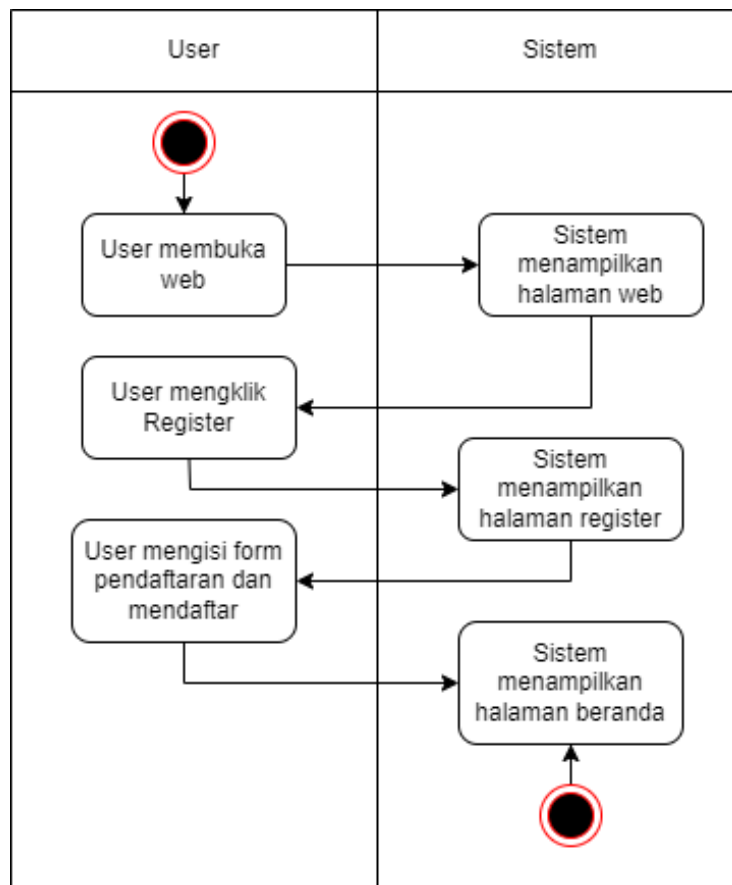 User
Sistem
User membuka
web
Sistem
menampilkan
halaman web
User mengklik
Register
Sistem
menampilkan
halaman register
User mengisi form
pendaftaran dan
mendaftar
Sistem
menampilkan
halaman beranda